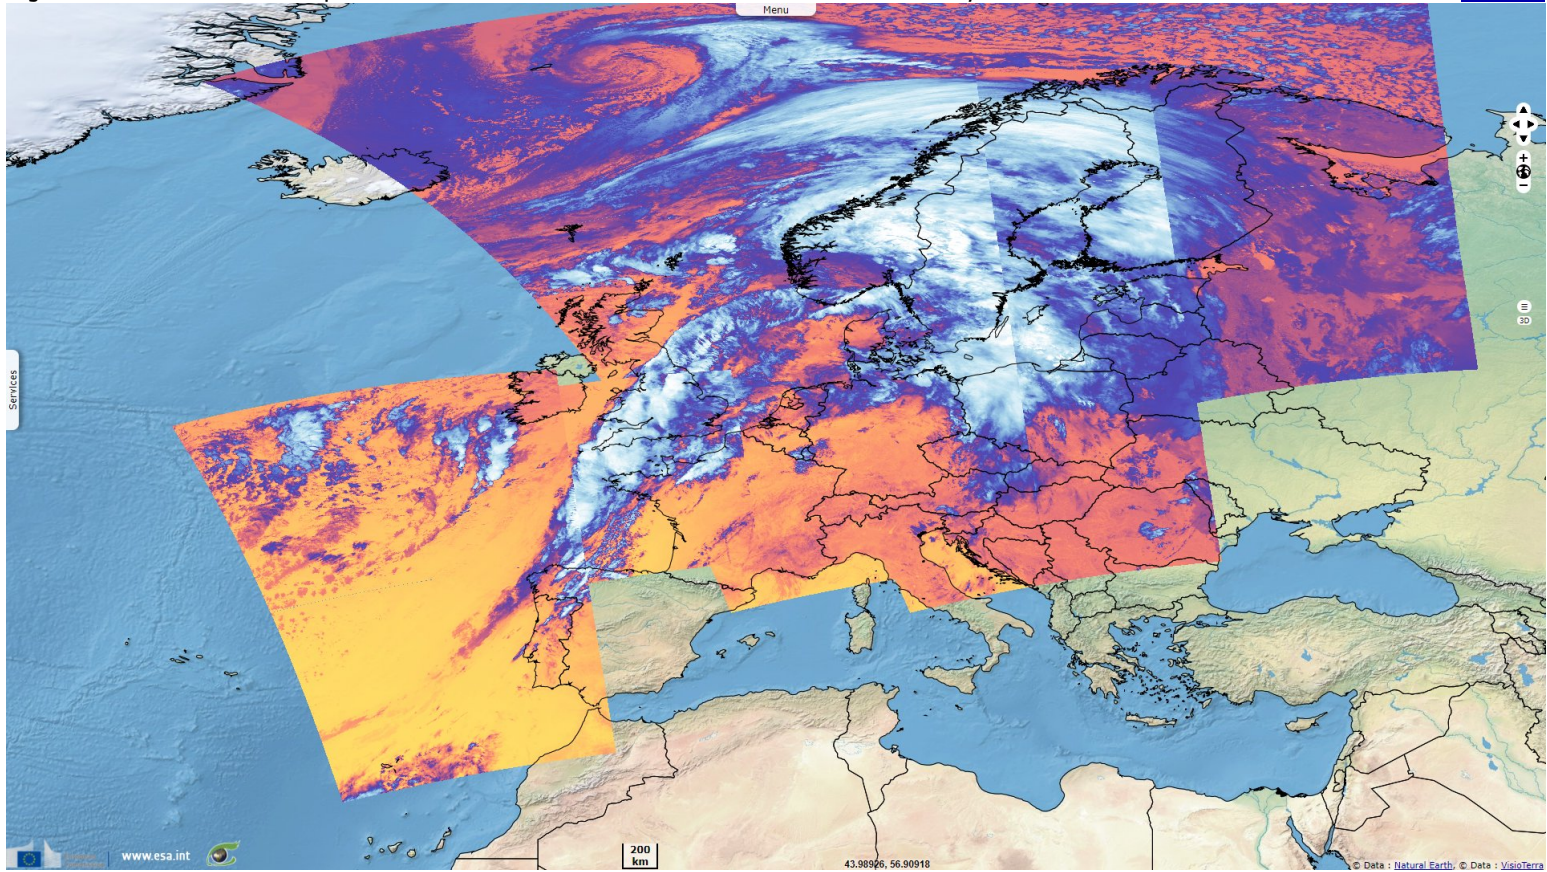 Menu
+
−
3D
Services
200
km
43.98926, 56.90918
www.esa.int
© Data : Natural Earth, © Data : VisioTerra